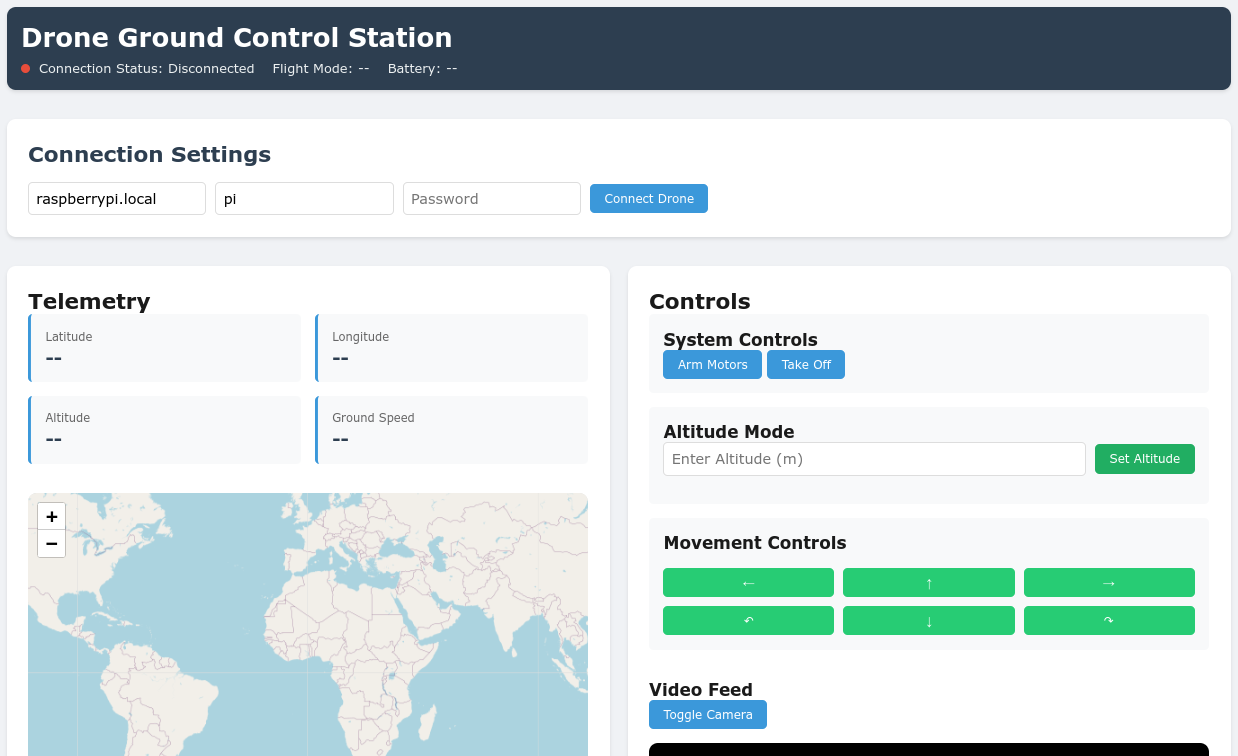 Drone Ground Control Station
Connection Status: Disconnected Flight Mode: -- Battery: --
Connection Settings
raspberrypi.local pi Password Connect Drone
Telemetry
Latitude Longitude
-- --
Altitude Ground Speed
-- --
+
−
Controls
System Controls
Arm Motors Take Off
Altitude Mode
Enter Altitude (m) Set Altitude
Movement Controls
← ↑ →
↶ ↓ ↷
Video Feed
Toggle Camera